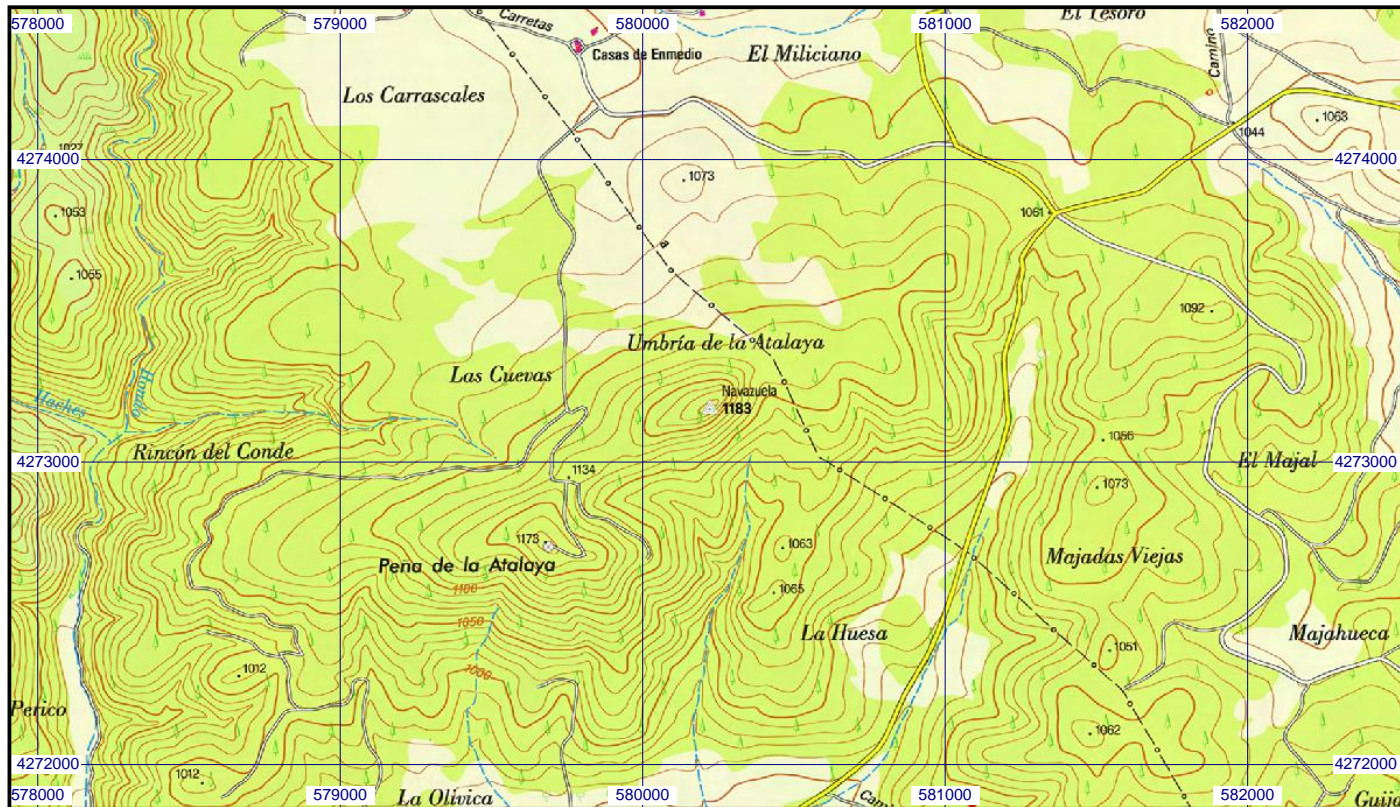 578000 579000 580000 581000 582000
Carretas
El Tesoro
Casas de Enmedio
El Miliciano
Camino
Los Carrascales
1063
1044
1027
4274000 4274000
1073
1053
1061
a
1055
1092
Umbría de la Atalaya
Las Cuevas
Hondo
Haches
Navazuela
1183
1056
Rincón del Conde
4273000 4273000
El Majal
1134
1073
1173
1063
Majadas Viejas
Peña de la Atalaya
1100
1065
1050
La Huesa
Majahueca
1051
1012
1000
Perico
1062
4272000 4272000
1012
578000 579000 580000 581000 582000
La Olivica
Cami
Guij